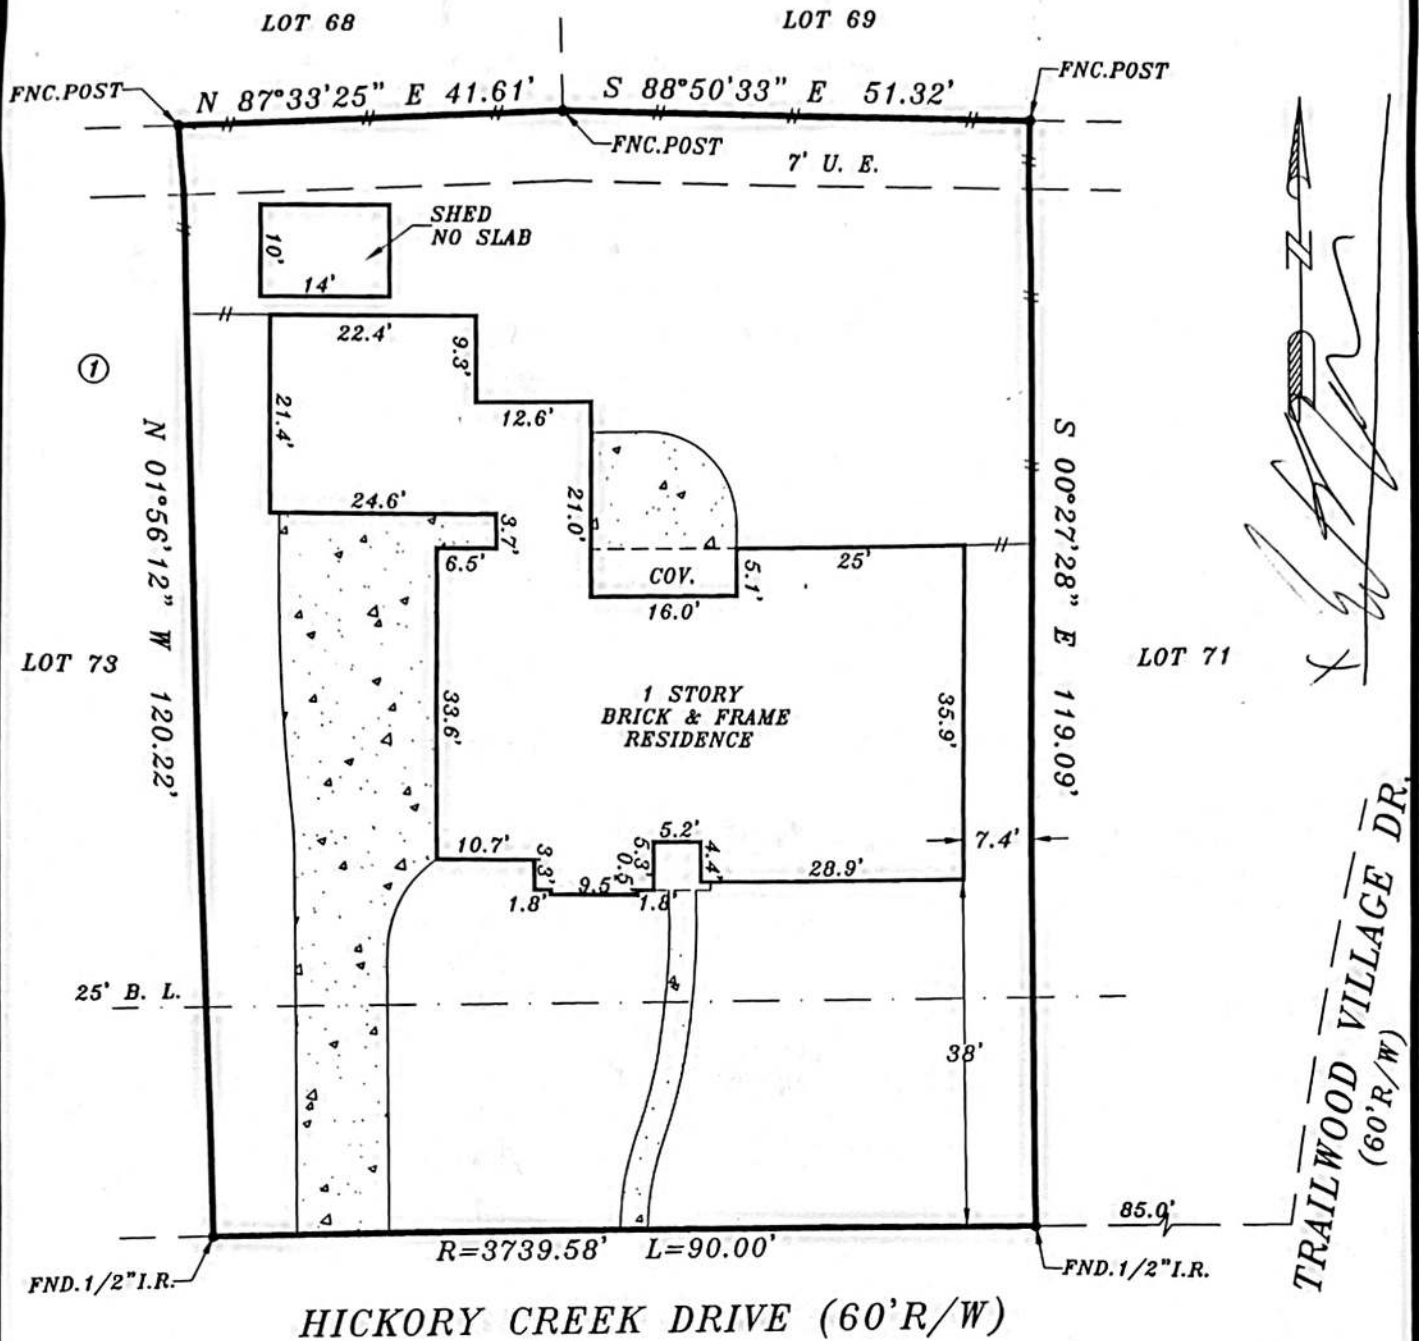 LOT 68
LOT 69
FNC.POST
N 87°33'25" E 41.61'
S 88°50'33" E 51.32'
FNC.POST
FNC.POST
7' U. E.
SHED
NO SLAB
10'
14'
22.4'
9.3'
1
12.6'
21.4'
24.6'
3.7'
21.0'
6.5'
COV.
5.1'
25'
16.0'
N 01°56'12" W 120.22'
S 00°27'28" E 119.09'
LOT 73
LOT 71
1 STORY
BRICK & FRAME
RESIDENCE
33.6'
35.9'
10.7'
3.3'
5.2'
5.3'
0.5'
4.4'
28.9'
7.4'
1.8'
9.5'
1.8'
25' B. L.
38'
N
X
TRAILWOOD VILLAGE DR.
(60'R/W)
85.0'
R=3739.58' L=90.00'
FND.1/2"I.R.
FND.1/2"I.R.
HICKORY CREEK DRIVE (60'R/W)